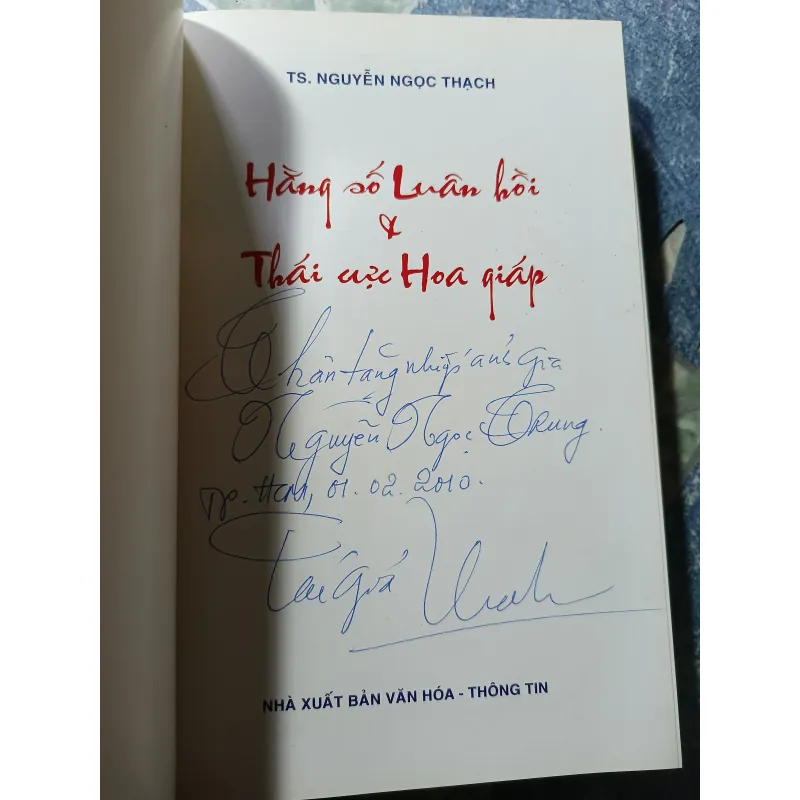 TS. NGUYỄN NGỌC THẠCH
Hằng số Luân hồi
&
Thái cực Hoa giáp
Thân tặng nhiếp ảnh gia
Nguyễn Ngọc Trung.
Tp. HCM, 01.02.2010.
Tác giả
NHÀ XUẤT BẢN VĂN HÓA - THÔNG TIN